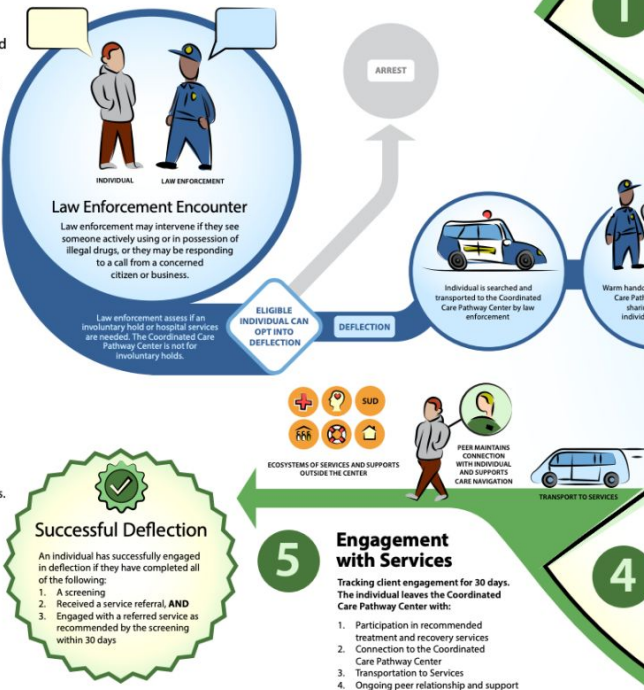 1
ARREST
INDIVIDUAL
LAW ENFORCEMENT
Law Enforcement Encounter
Law enforcement may intervene if they see
someone actively using or in possession of
illegal drugs, or they may be responding
to a call from a concerned
citizen or business.
Law enforcement assess if an
involuntary hold or hospital services
are needed. The Coordinated Care
Pathway Center is not for
involuntary holds.
ELIGIBLE
INDIVIDUAL CAN
OPT INTO
DEFLECTION
DEFLECTION
Individual is searched and
transported to the Coordinated
Care Pathway Center by law
enforcement
Warm hando
Care Path
sharin
individ
SUD
ECOSYSTEMS OF SERVICES AND SUPPORTS
OUTSIDE THE CENTER
PEER MAINTAINS
CONNECTION
WITH INDIVIDUAL
AND SUPPORTS
CARE NAVIGATION
TRANSPORT TO SERVICES
Successful Deflection
An individual has successfully engaged
in deflection if they have completed all
of the following:
1. A screening
2. Received a service referral, AND
3. Engaged with a referred service as
recommended by the screening
within 30 days
5
Engagement
with Services
Tracking client engagement for 30 days.
The individual leaves the Coordinated
Care Pathway Center with:
1. Participation in recommended
treatment and recovery services
2. Connection to the Coordinated
Care Pathway Center
3. Transportation to Services
4. Ongoing peer relationship and support
4